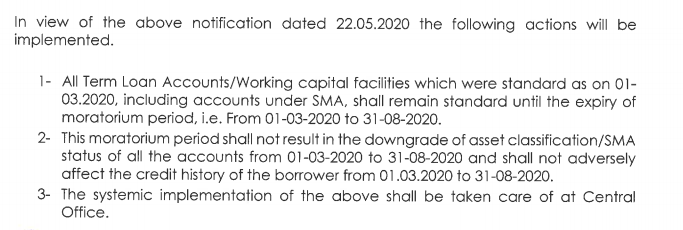 In view of the above notification dated 22.05.2020 the following actions will be
implemented.
1- All Term Loan Accounts/Working capital facilities which were standard as on 01-
03.2020, including accounts under SMA, shall remain standard until the expiry of
moratorium period, i.e. From 01-03-2020 to 31-08-2020.
2- This moratorium period shall not result in the downgrade of asset classification/SMA
status of all the accounts from 01-03-2020 to 31-08-2020 and shall not adversely
affect the credit history of the borrower from 01.03.2020 to 31-08-2020.
3- The systemic implementation of the above shall be taken care of at Central
Office.